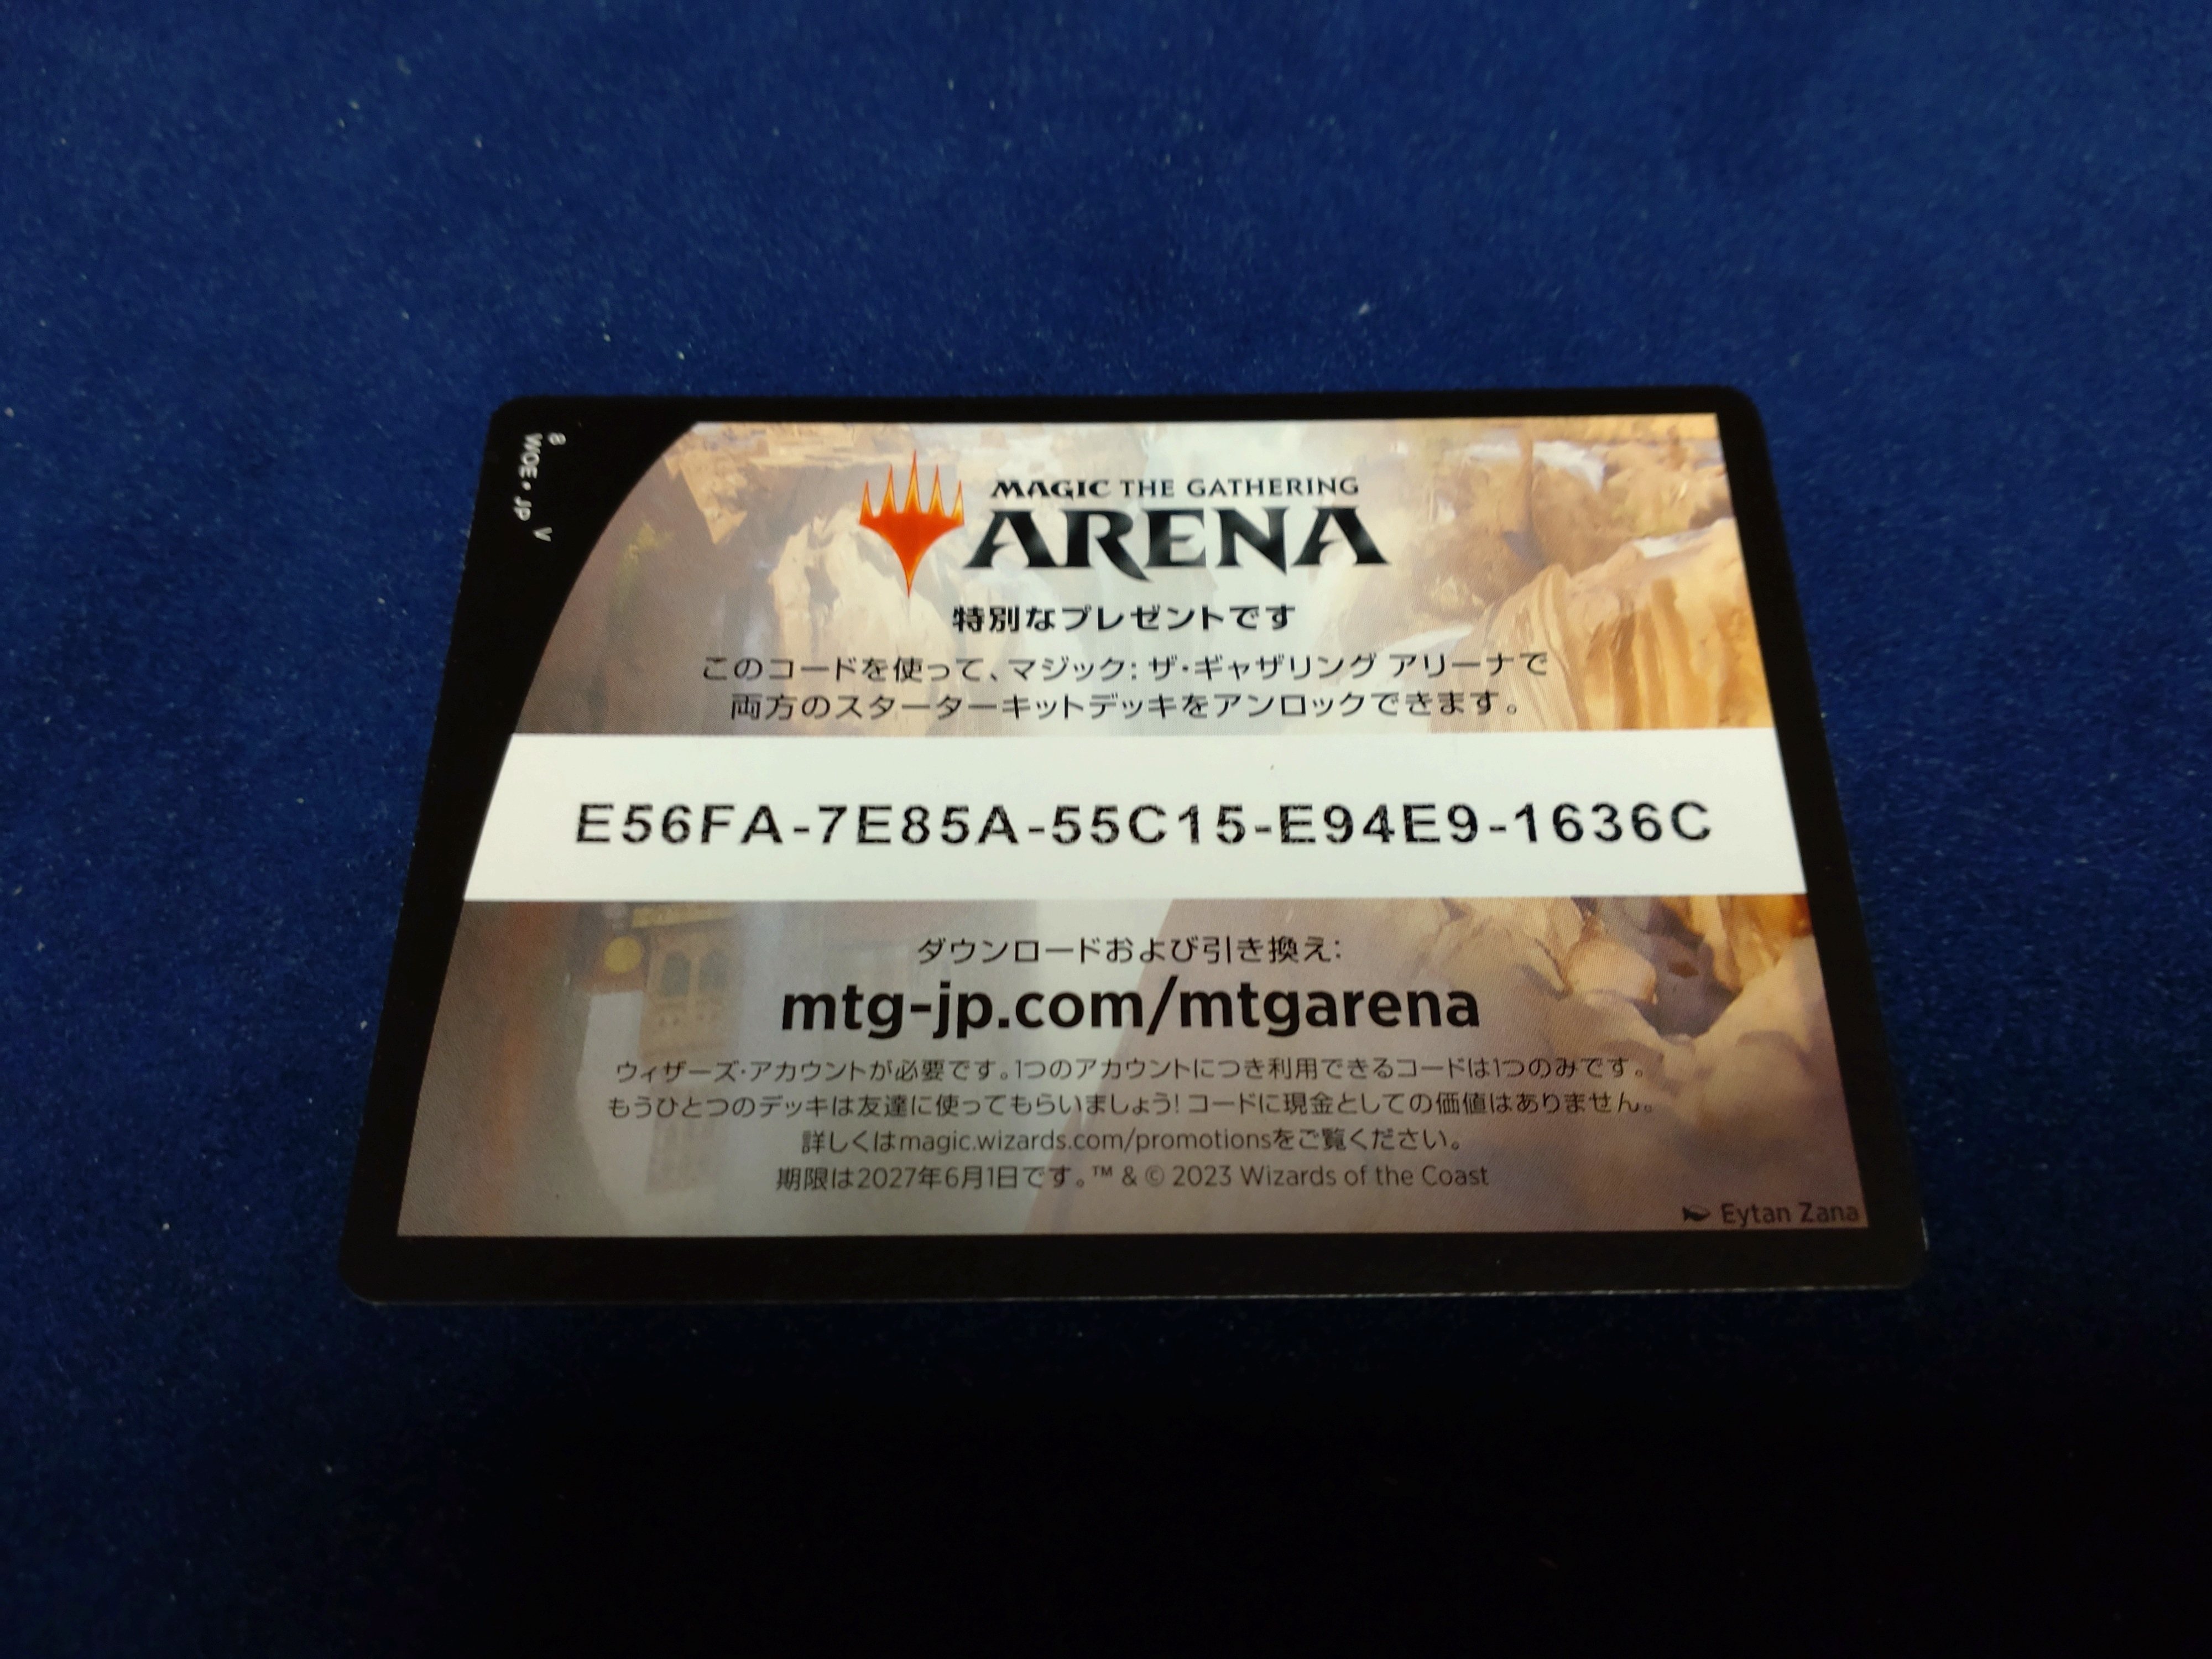 8
WOE • JP V
MAGIC THE GATHERING
ARENA
特別なプレゼントです
このコードを使って、マジック：ザ・ギャザリング アリーナで
両方のスターターキットデッキをアンロックできます。
E56FA-7E85A-55C15-E94E9-1636C
ダウンロードおよび引き換え：
mtg-jp.com/mtgarena
ウィザーズ・アカウントが必要です。1つのアカウントにつき利用できるコードは1つのみです。
もうひとつのデッキは友達に使ってもらいましょう！コードに現金としての価値はありません。
詳しくはmagic.wizards.com/promotionsをご覧ください。
期限は2027年6月1日です。™ & © 2023 Wizards of the Coast
Eytan Zana